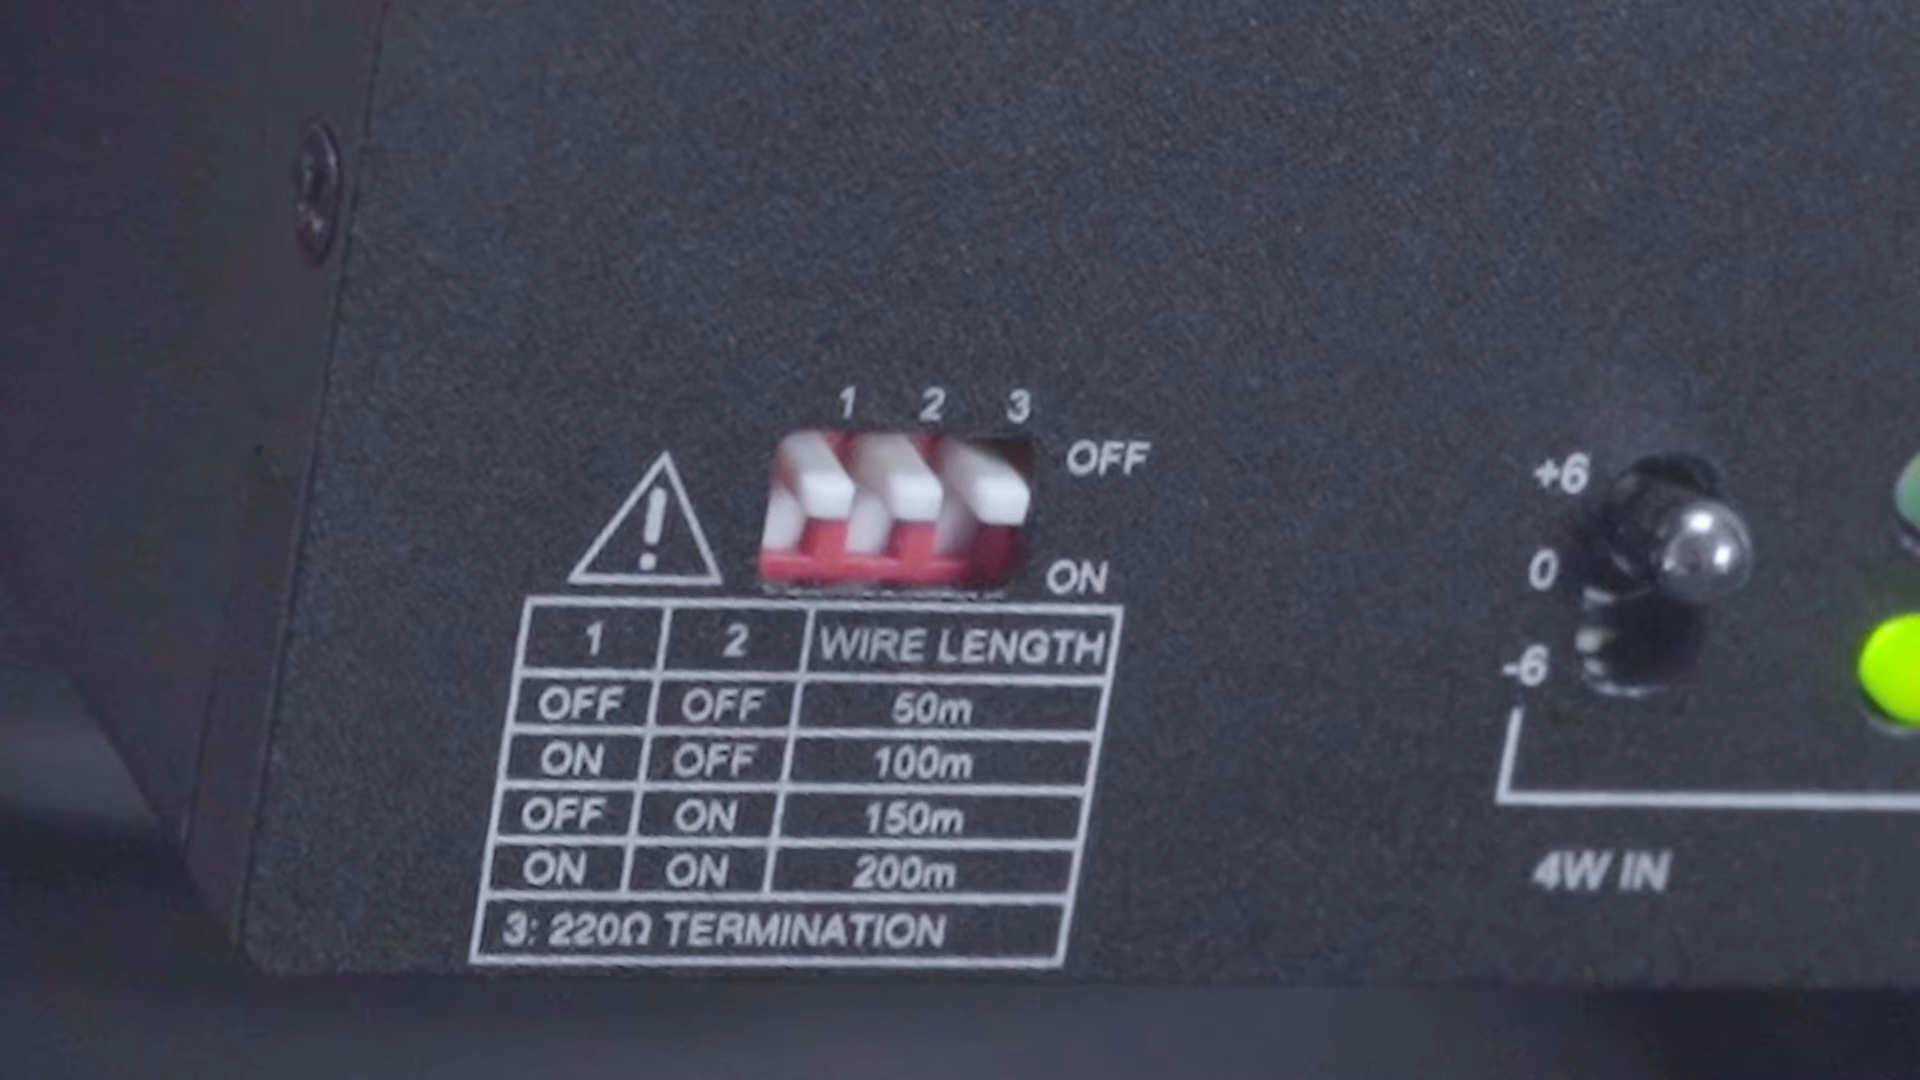 1 2 3
OFF
ON
!
1 2 WIRE LENGTH
OFF OFF 50m
ON OFF 100m
OFF ON 150m
ON ON 200m
3: 220Ω TERMINATION
+6
0
-6
4W IN